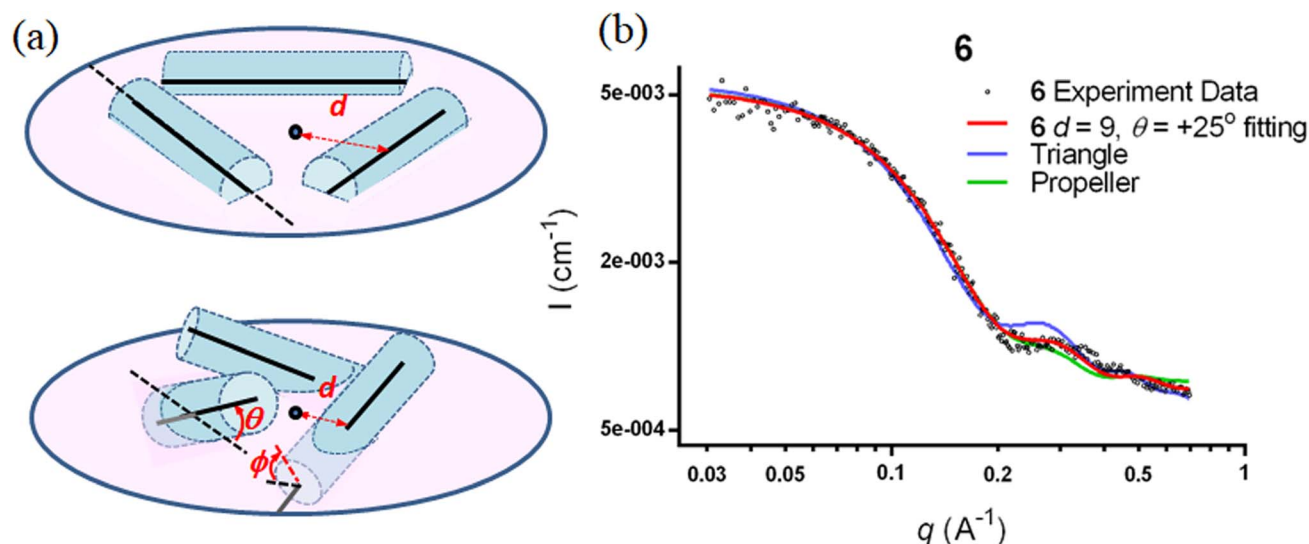 (a)
d
d
θ
ϕ
(b)
6
6 Experiment Data
6 d = 9, θ = +25° fitting
Triangle
Propeller
I (cm⁻¹)
5e-003
2e-003
5e-004
0.03 0.05 0.1 0.2 0.5 1
q (A⁻¹)